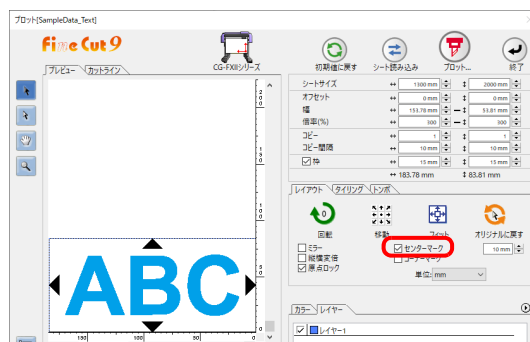 プロット[SampleData_Text]
FineCut9
CG-FXIIシリーズ
初期値に戻す
シート読み込み
プロット...
終了
プレビュー
カットライン
シートサイズ ↔ 1100 mm ↕ 2000 mm
オフセット ↔ 0 mm ↕ 0 mm
幅 ↔ 153.78 mm ↕ 53.81 mm
倍率(%) ↔ 300 ↕ 300
コピー ↔ 1 ↕ 1
コピー間隔 ↔ 10 mm ↕ 10 mm
枠 ↔ 15 mm ↕ 15 mm
↔ 183.78 mm ↕ 83.81 mm
レイアウト
タイリング
トンボ
0
回転
移動
フィット
オリジナルに戻す
ミラー
センターマーク
10 mm
縦横変倍
コーナーマーク
原点ロック
単位: mm
ABC
150 100 50 0
カラー
レイヤー
レイヤー1